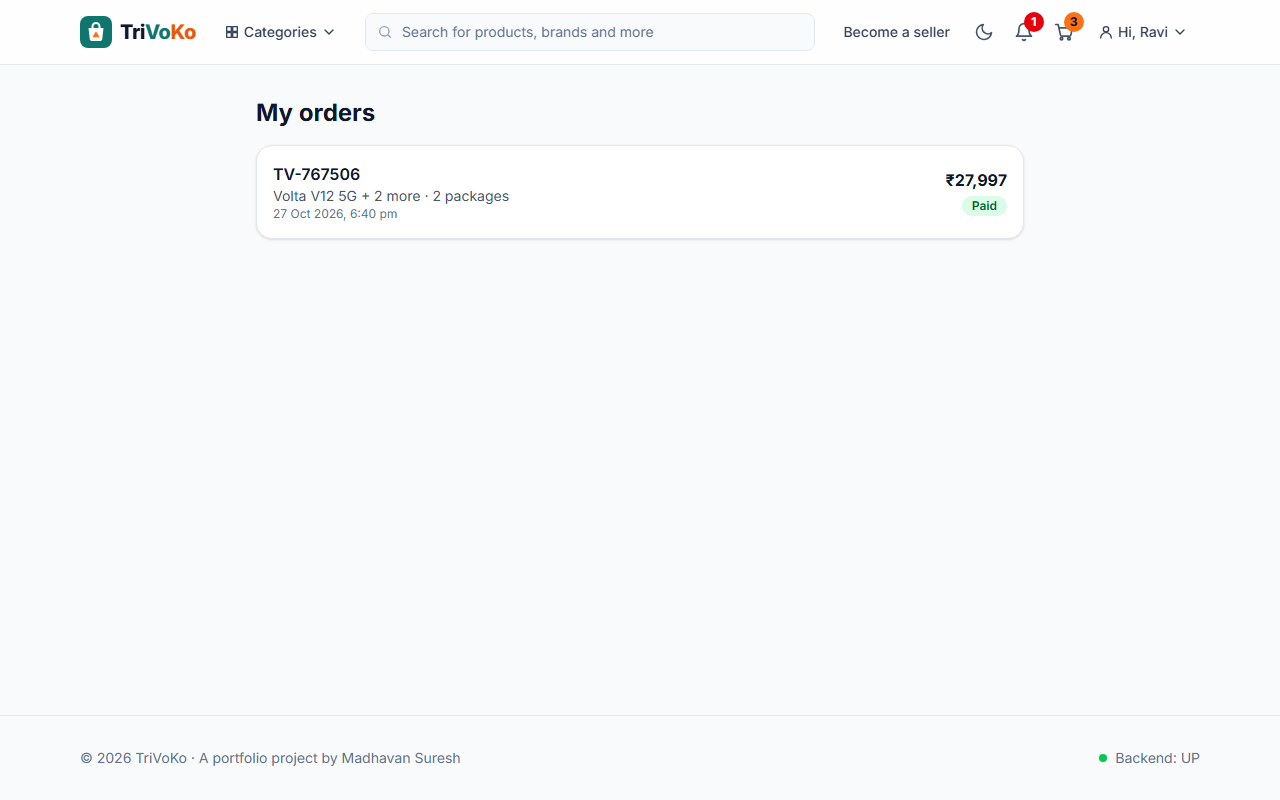 TriVoKo
Categories
Search for products, brands and more
Become a seller
1
3
Hi, Ravi
My orders
TV-767506
Volta V12 5G + 2 more · 2 packages
27 Oct 2026, 6:40 pm
₹27,997
Paid
© 2026 TriVoKo · A portfolio project by Madhavan Suresh
Backend: UP